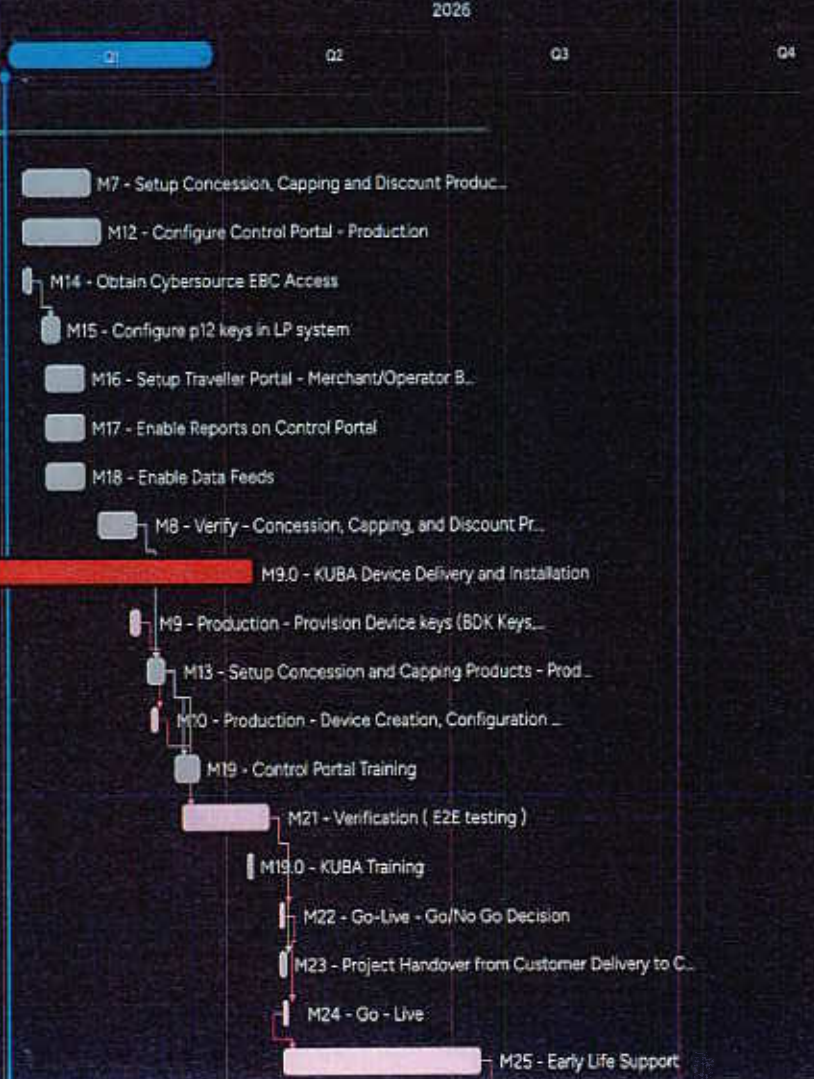 2026
Q1
Q2
Q3
Q4
M7 - Setup Concession, Capping and Discount Produc...
M12 - Configure Control Portal - Production
M14 - Obtain Cybersource EBC Access
M15 - Configure p12 keys in LP system
M16 - Setup Traveller Portal - Merchant/Operator B...
M17 - Enable Reports on Control Portal
M18 - Enable Data Feeds
M8 - Verify - Concession, Capping, and Discount Pr...
M9.0 - KUBA Device Delivery and Installation
M9 - Production - Provision Device keys (BDK Keys,...
M13 - Setup Concession and Capping Products - Prod...
M10 - Production - Device Creation, Configuration ...
M19 - Control Portal Training
M21 - Verification ( E2E testing )
M19.0 - KUBA Training
M22 - Go-Live - Go/No Go Decision
M23 - Project Handover from Customer Delivery to C...
M24 - Go - Live
M25 - Early Life Support